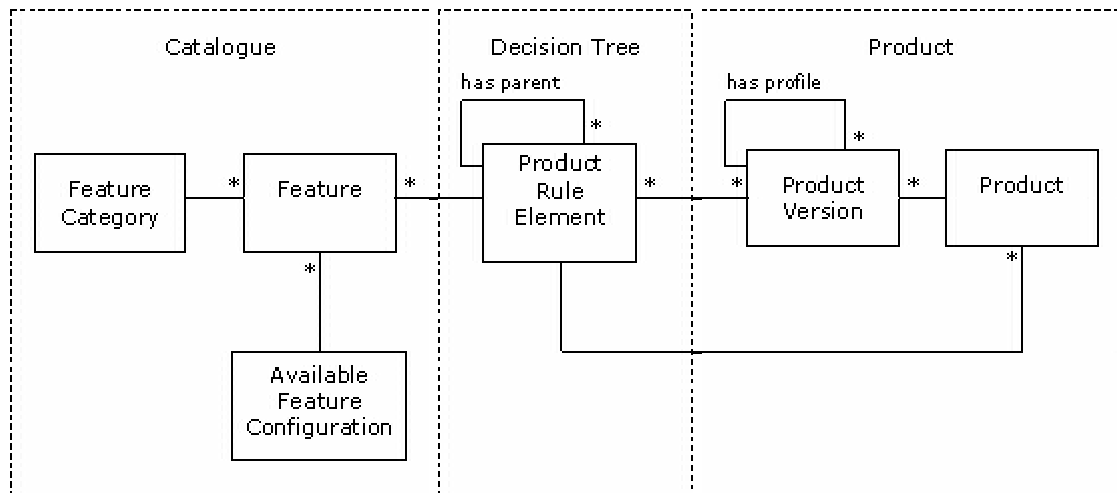 Catalogue
Decision Tree
Product
has parent
has profile
*
*
Feature
Category
*
Feature
*
Product
Rule
Element
*
*
Product
Version
*
Product
*
*
Available
Feature
Configuration